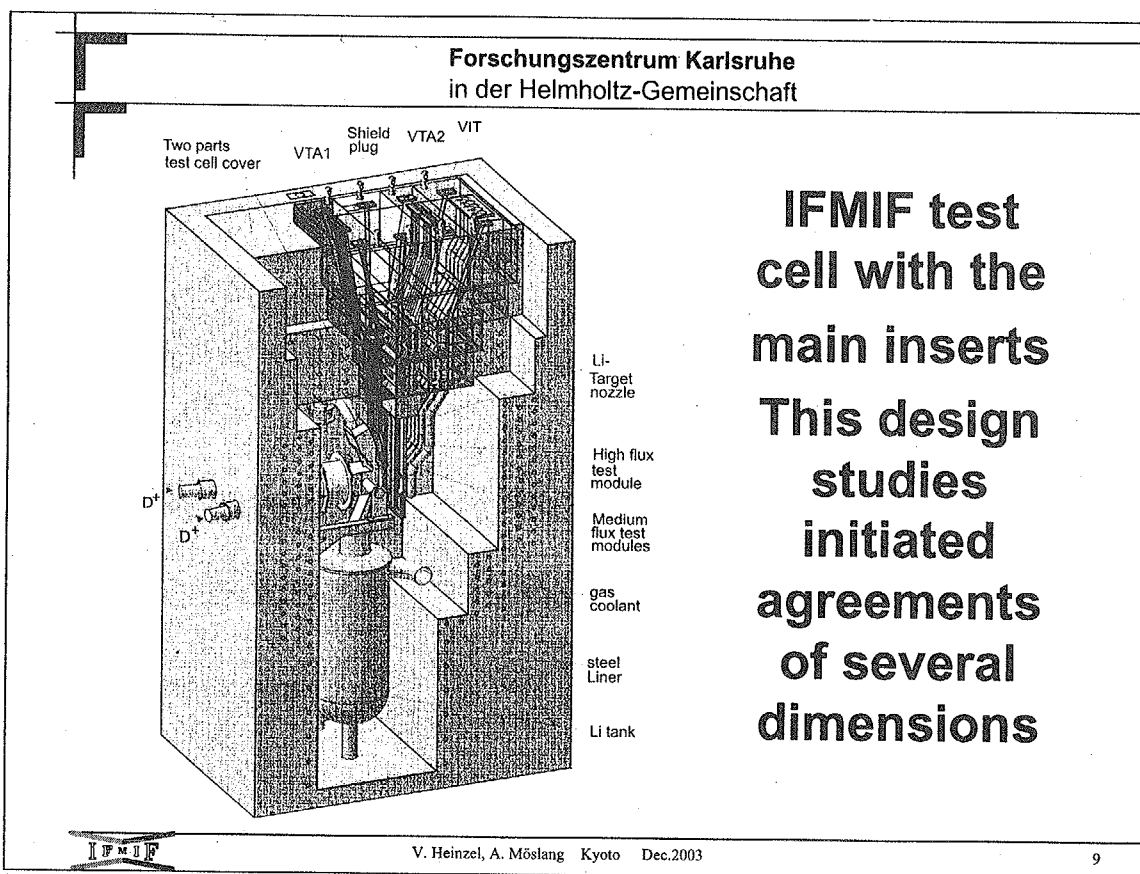 Forschungszentrum Karlsruhe
in der Helmholtz-Gemeinschaft
Two parts
test cell cover
VTA1
Shield
plug
VTA2
VIT
Li-
Target
nozzle
High flux
test
module
Medium
flux test
modules
gas
coolant
steel
Liner
Li tank
D+
D+
IFMIF test
cell with the
main inserts
This design
studies
initiated
agreements
of several
dimensions
IFMIF
V. Heinzel, A. Möslang Kyoto Dec.2003
9